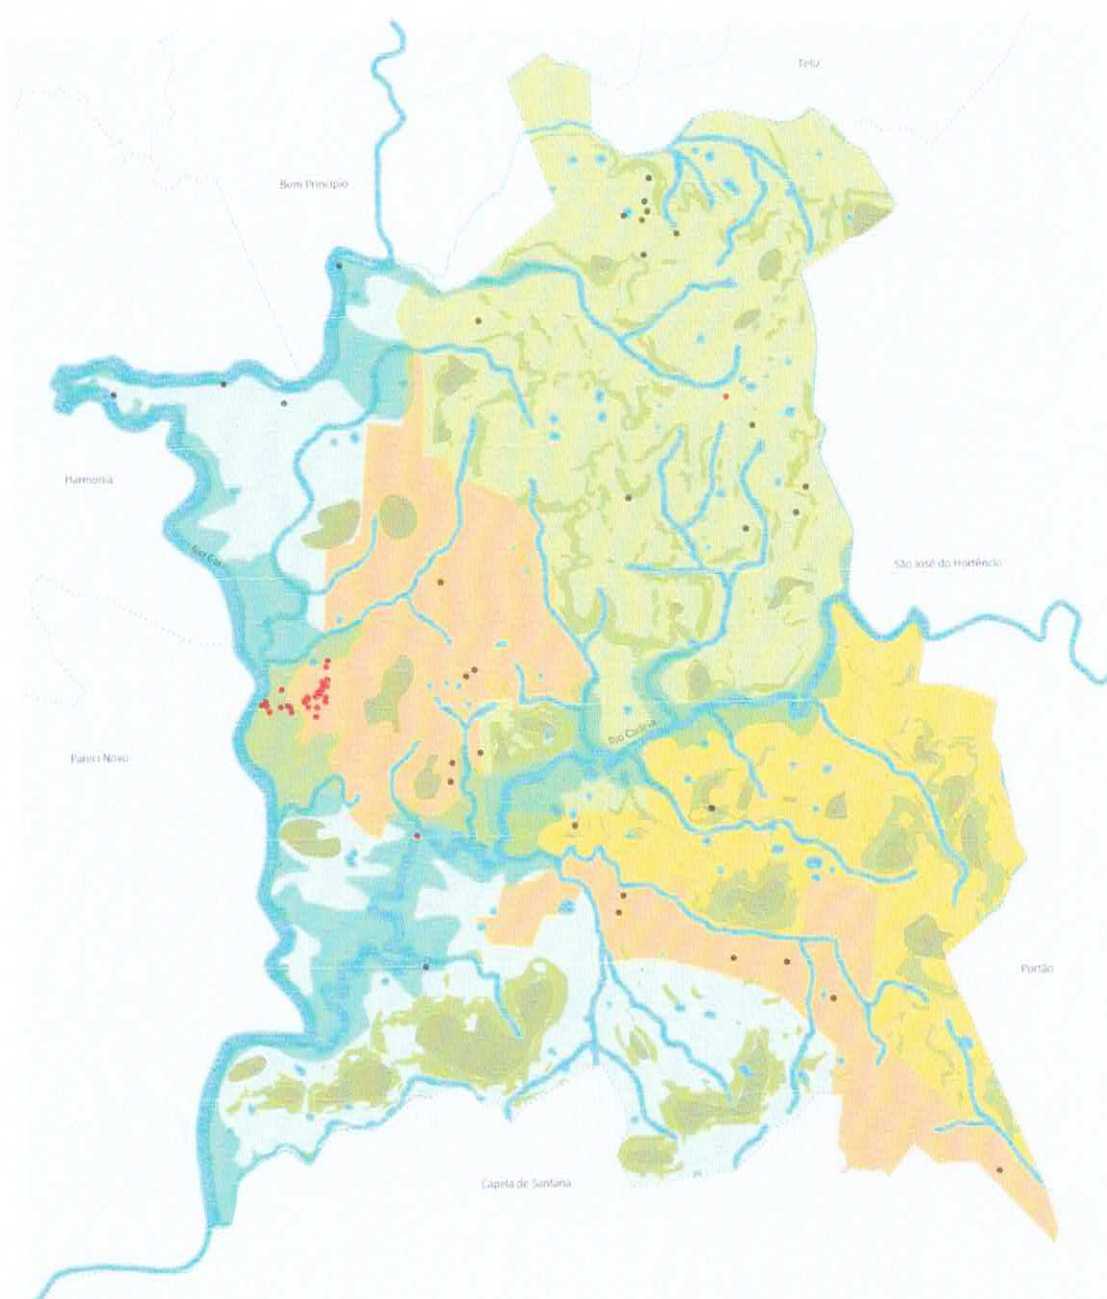 Feliz
Bom Princípio
Harmonia
Rio Caí
São José do Hortêncio
Pareci Novo
Rio Cadeia
Portão
Capela de Santana